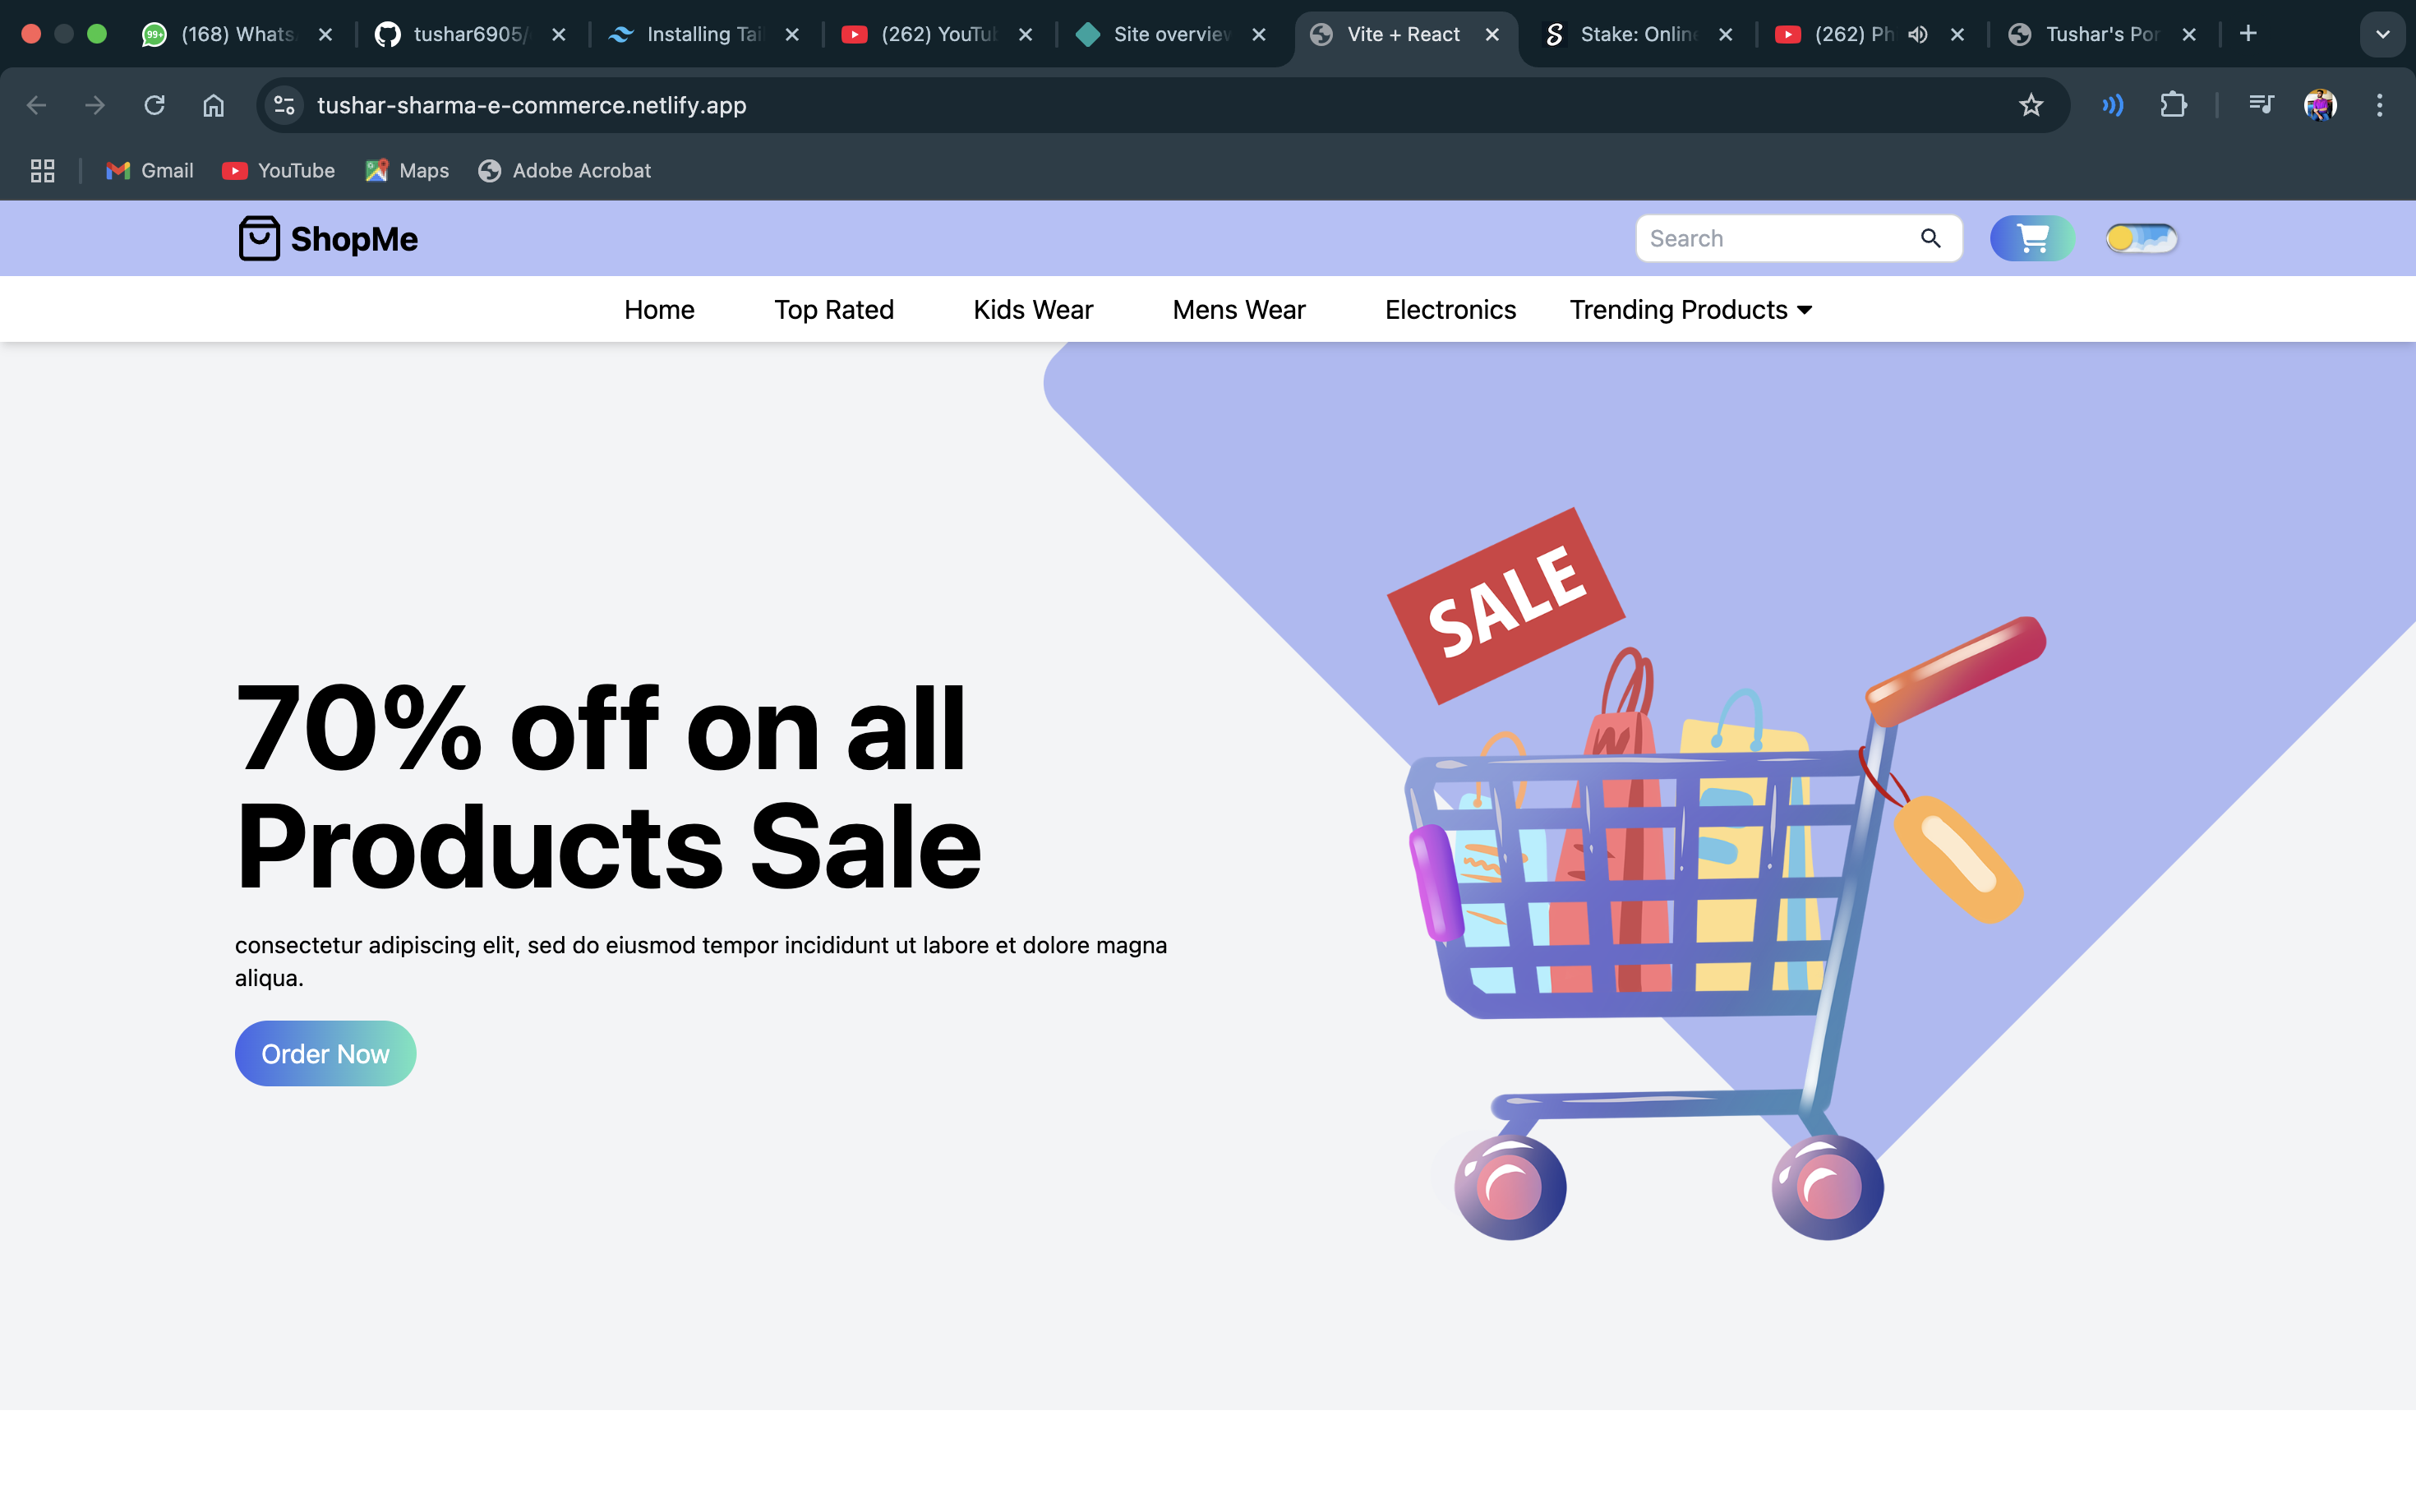 (168) Whats
tushar6905/
Installing Tai
(262) YouTub
Site overview
Vite + React
Stake: Online
(262) Ph
Tushar's Por
tushar-sharma-e-commerce.netlify.app
Gmail
YouTube
Maps
Adobe Acrobat
ShopMe
Search
Home
Top Rated
Kids Wear
Mens Wear
Electronics
Trending Products
SALE
70% off on all
Products Sale
consectetur adipiscing elit, sed do eiusmod tempor incididunt ut labore et dolore magna
aliqua.
Order Now